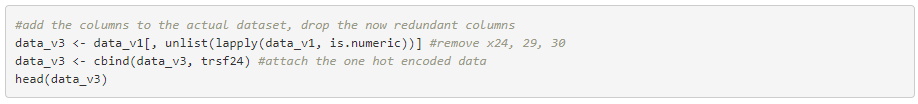 #add the columns to the actual dataset, drop the now redundant columns
data_v3 <- data_v1[, unlist(lapply(data_v1, is.numeric))] #remove x24, 29, 30
data_v3 <- cbind(data_v3, trsf24) #attach the one hot encoded data
head(data_v3)